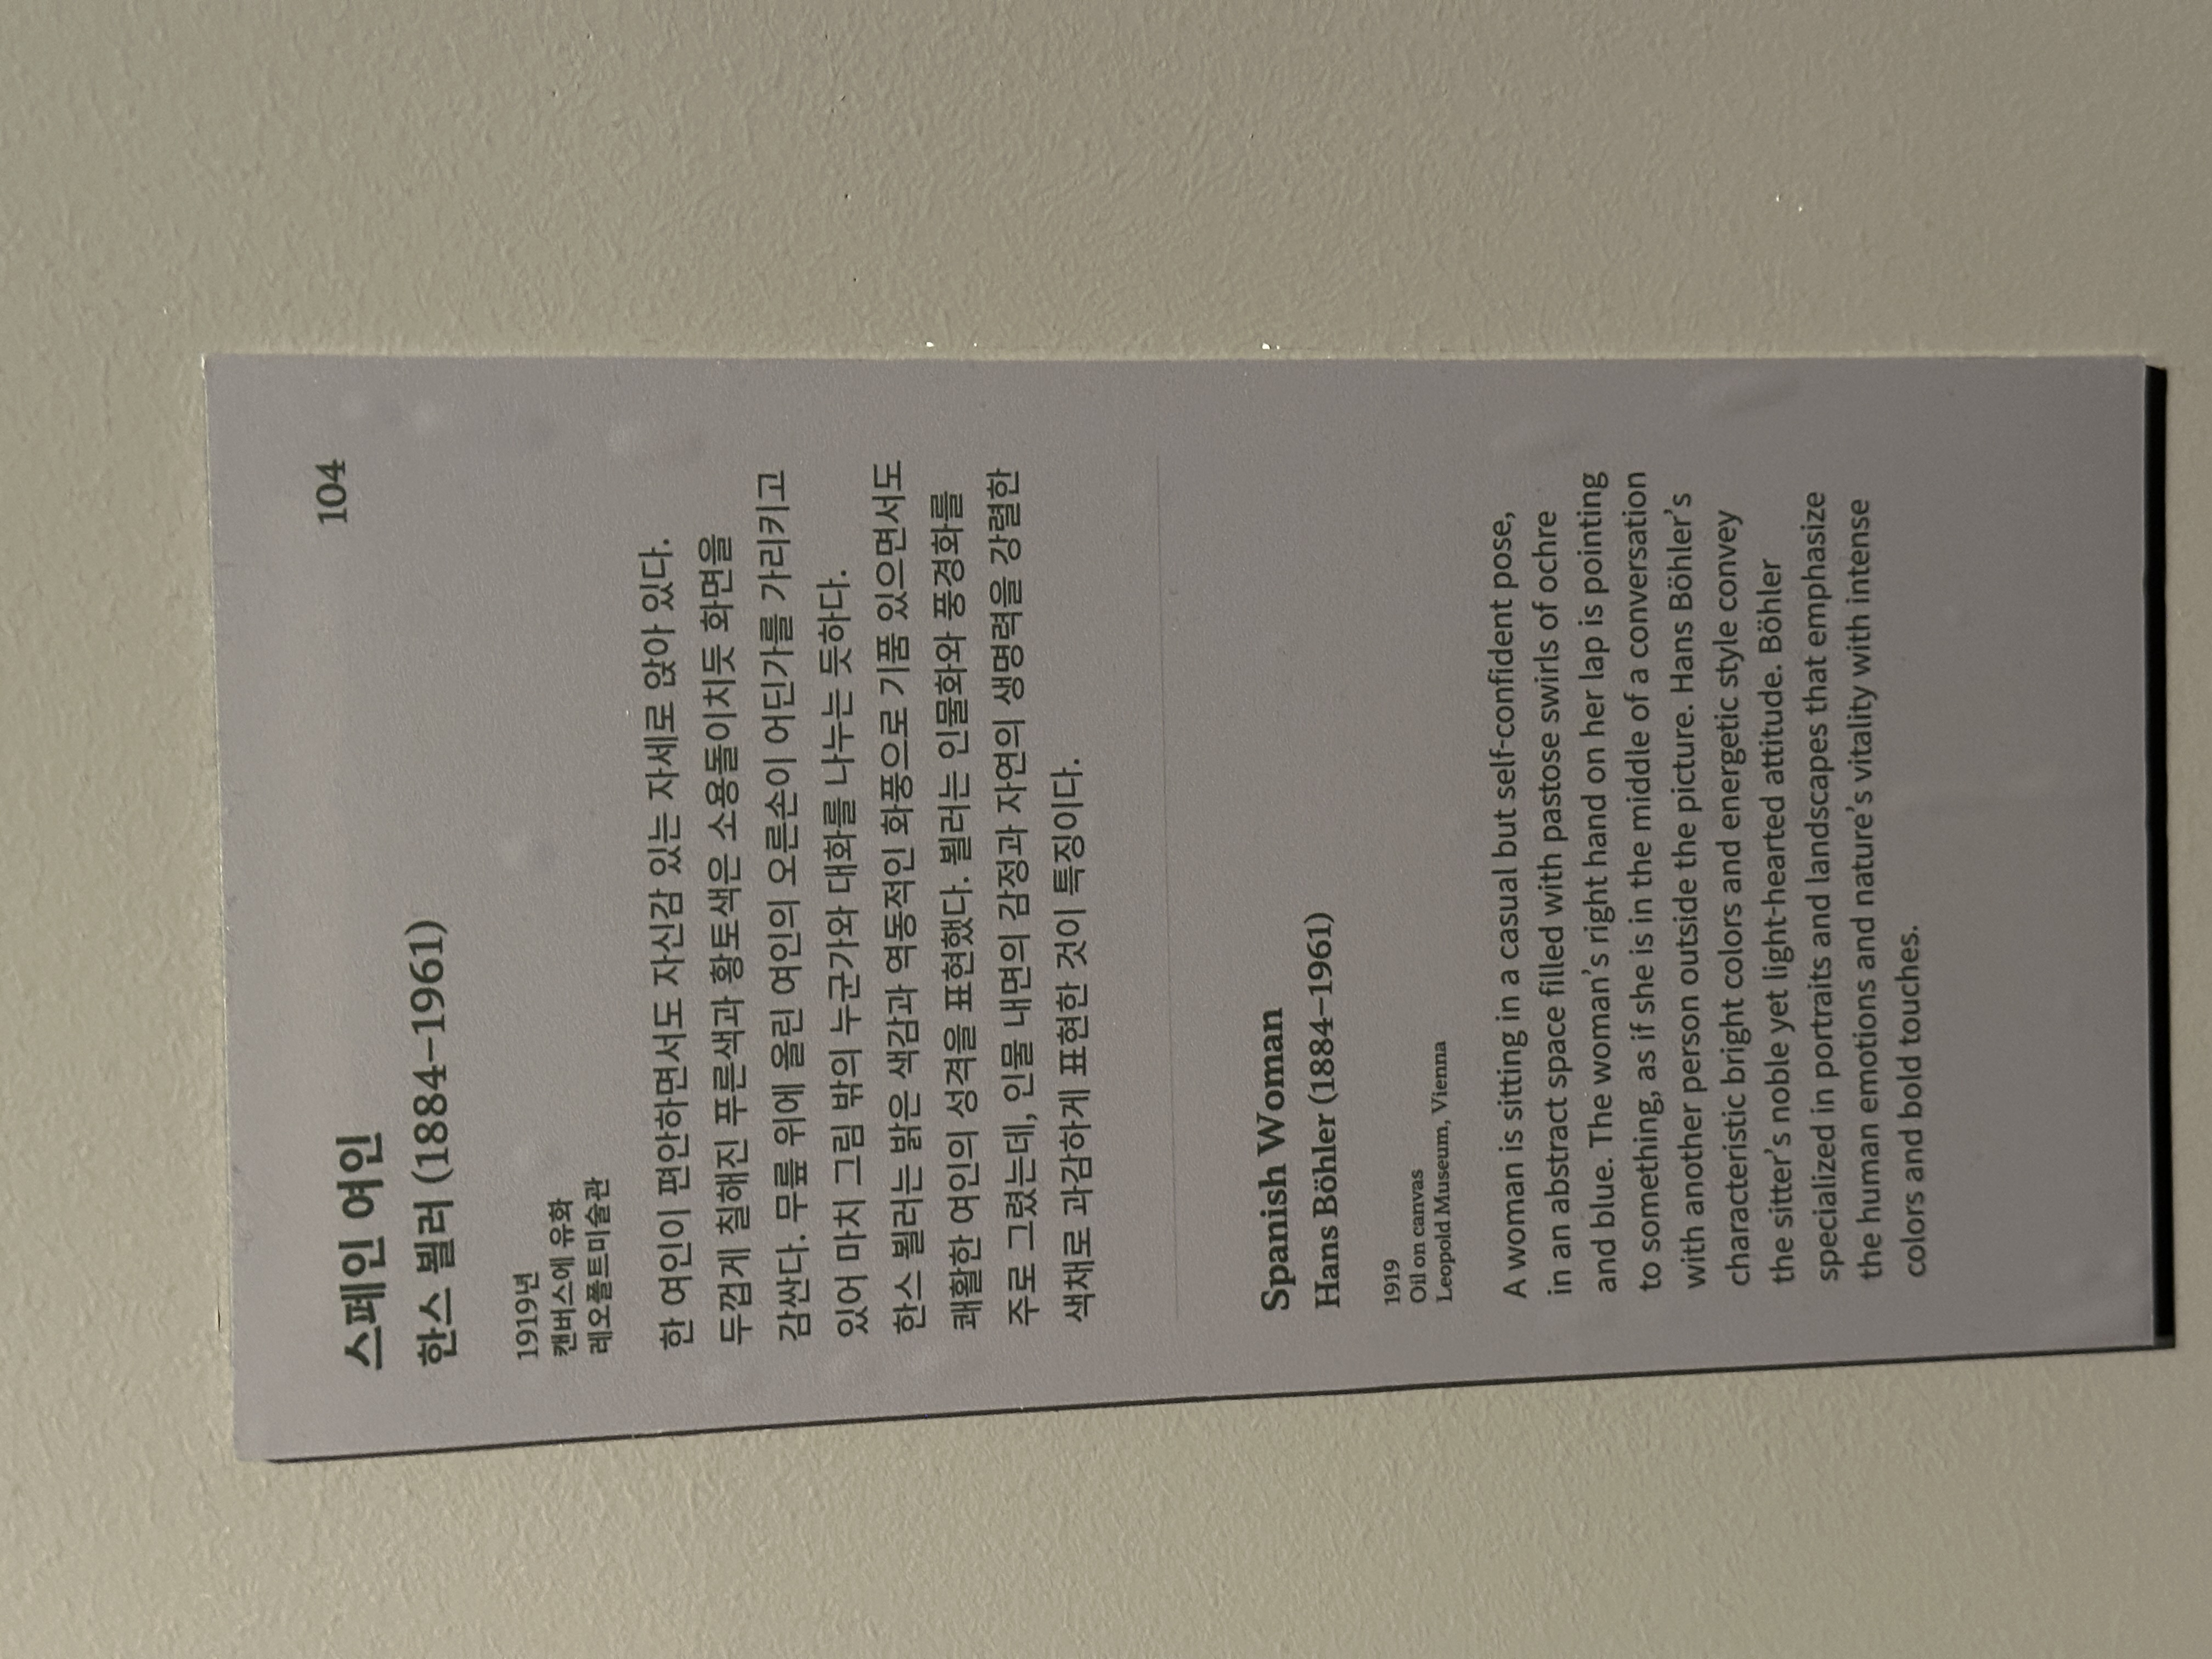 스페인 여인 104
한스 뵐러 (1884–1961)
1919년
캔버스에 유화
레오폴트미술관
한 여인이 편안하면서도 자신감 있는 자세로 앉아 있다.
두껍게 칠해진 푸른색과 황토색은 소용돌이치듯 화면을
감싼다. 무릎 위에 올린 여인의 오른손이 어딘가를 가리키고
있어 마치 그림 밖의 누군가와 대화를 나누는 듯하다.
한스 뵐러는 밝은 색감과 역동적인 화풍으로 기품 있으면서도
쾌활한 여인의 성격을 표현했다. 뵐러는 인물화와 풍경화를
주로 그렸는데, 인물 내면의 감정과 자연의 생명력을 강렬한
색채로 과감하게 표현한 것이 특징이다.
Spanish Woman
Hans Böhler (1884–1961)
1919
Oil on canvas
Leopold Museum, Vienna
A woman is sitting in a casual but self-confident pose,
in an abstract space filled with pastose swirls of ochre
and blue. The woman's right hand on her lap is pointing
to something, as if she is in the middle of a conversation
with another person outside the picture. Hans Böhler's
characteristic bright colors and energetic style convey
the sitter's noble yet light-hearted attitude. Böhler
specialized in portraits and landscapes that emphasize
the human emotions and nature's vitality with intense
colors and bold touches.